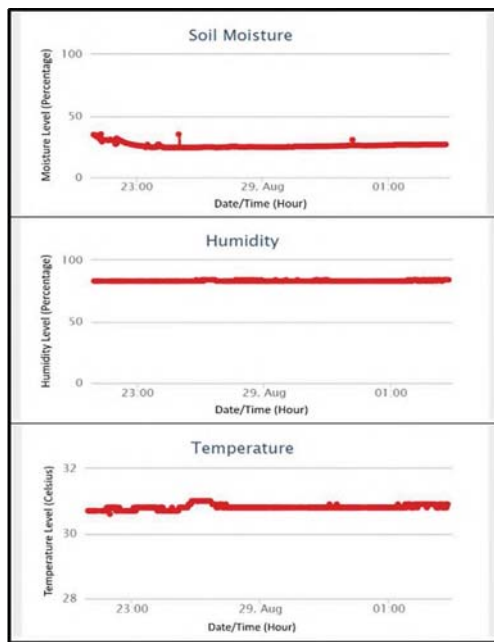 Soil Moisture
Moisture Level (Percentage)
100
50
0
23:00 29. Aug 01:00
Date/Time (Hour)
Humidity
Humidity Level (Percentage)
100
50
0
23:00 29. Aug 01:00
Date/Time (Hour)
Temperature
Temperature Level (Celsius)
32
30
28
23:00 29. Aug 01:00
Date/Time (Hour)